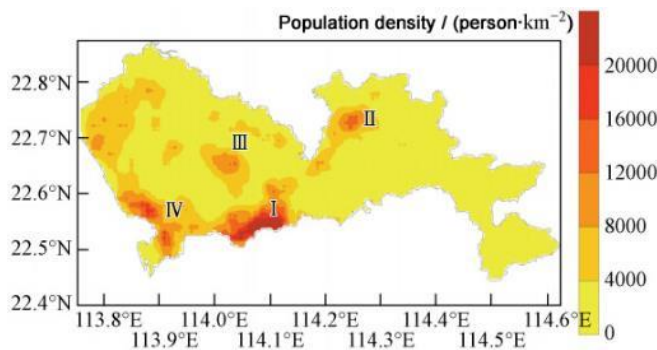 Population density / (person·km⁻²)
22.8°N
22.7°N
22.6°N
22.5°N
22.4°N
II
III
IV
I
20000
16000
12000
8000
4000
0
113.8°E 114.0°E 114.2°E 114.4°E 114.6°E
113.9°E 114.1°E 114.3°E 114.5°E